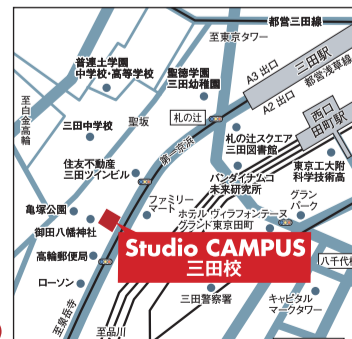 都営三田線
至東京タワー
三田駅
A3 出口
都営浅草線
A2 出口
普連土学園
中学校・高等学校
聖徳学園
三田幼稚園
至白金高輪
札の辻
西口
田町駅
三田中学校
聖坂
第一京浜
札の辻スクエア
三田図書館
東京工大附
科学技術高
住友不動産
三田ツインビル
バンダイナムコ
未来研究所
ファミリー
マート
グラン
パーク
亀塚公園
ホテル ヴィラフォンテーヌ
グランド東京田町
御田八幡神社
Studio CAMPUS
三田校
高輪郵便局
八千代橋
ローソン
三田警察署
キャピタル
マークタワー
至泉岳寺
至品川